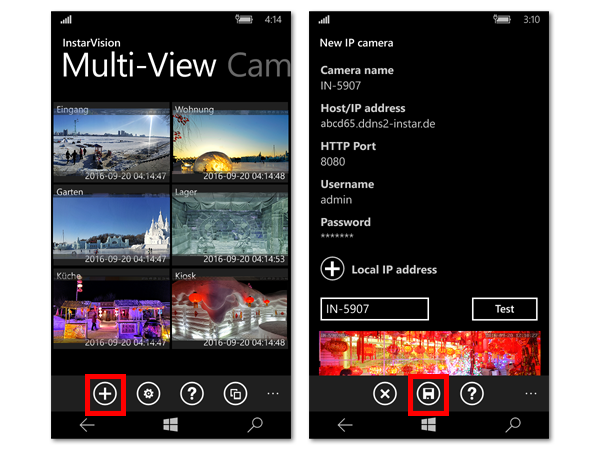 4:14
InstarVision
Multi-View Cam
Eingang
Wohnung
2016-09-20 04:14:47
2016-09-20 04:14:48
Garten
Lager
2016-09-20 04:14:47
2016-09-20 04:14:53
Küche
Kiosk
2016-09-20 04:14:47
2016-09-20 04:14:48
3:10
New IP camera
Camera name
IN-5907
Host/IP address
abcd65.ddns2-instar.de
HTTP Port
8080
Username
admin
Password
*******
Local IP address
IN-5907
Test